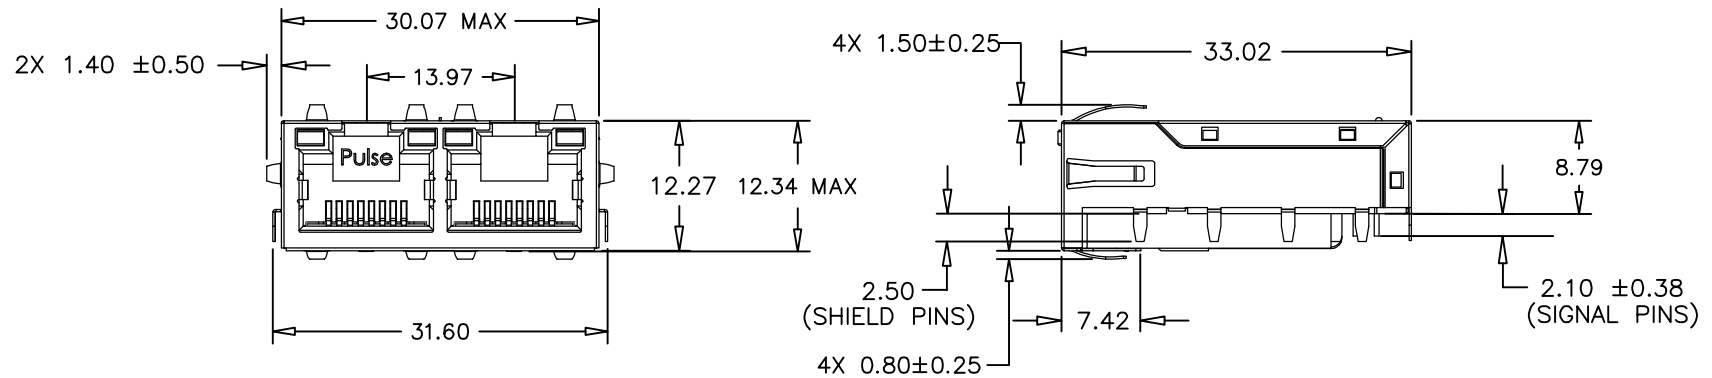 30.07 MAX
2X 1.40 ±0.50
13.97
Pulse
12.27
12.34 MAX
31.60
4X 1.50±0.25
33.02
8.79
2.50
(SHIELD PINS)
7.42
4X 0.80±0.25
2.10 ±0.38
(SIGNAL PINS)